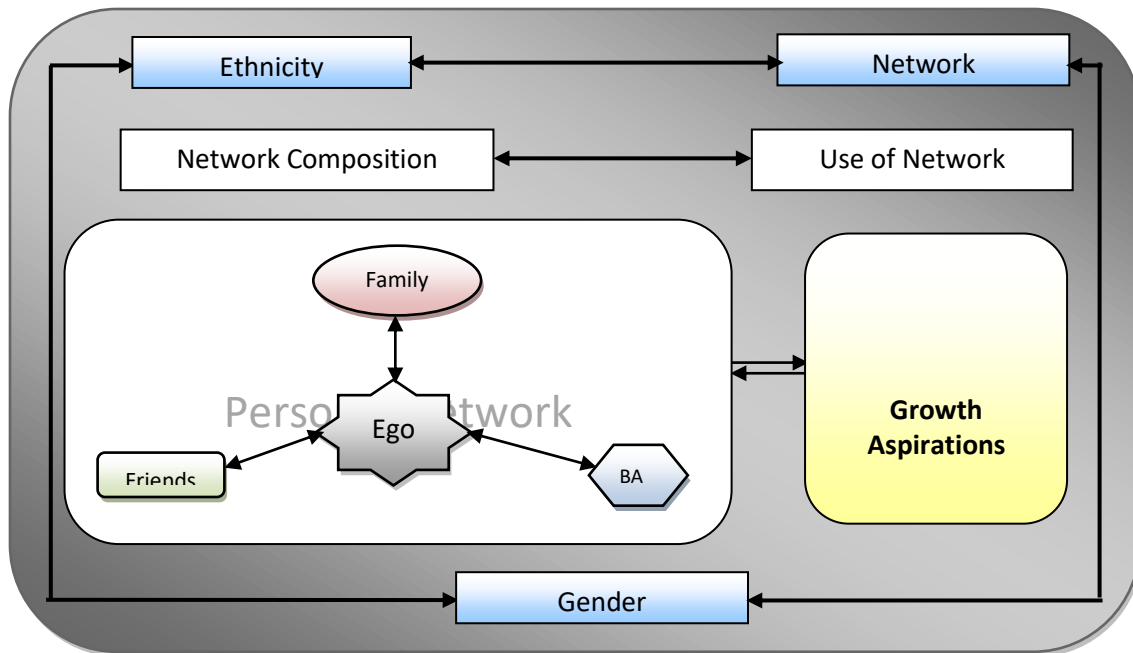 Ethnicity
Network
Network Composition
Use of Network
Family
Ego
Friends
BA
Growth
Aspirations
Gender